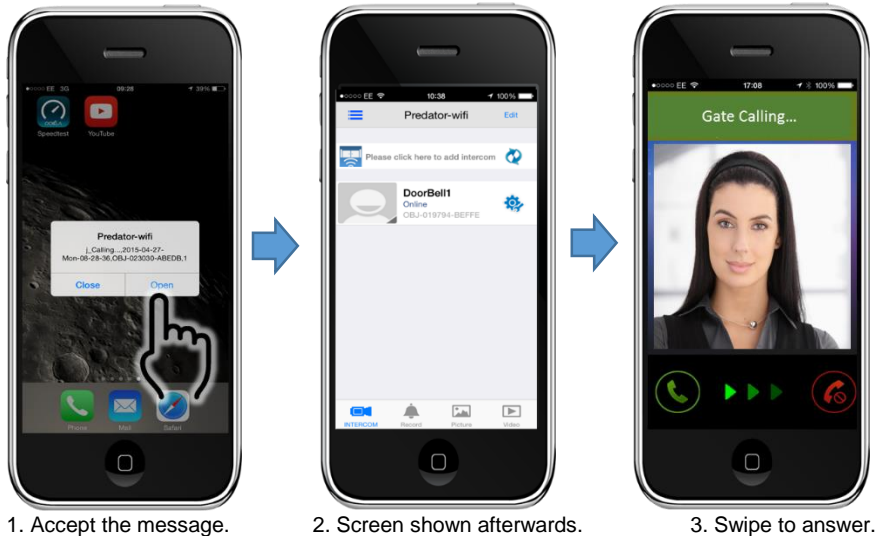 ●○○○○ EE 3G 09:28 39%
Speedtest YouTube
Predator-wifi
j_Calling...,2015-04-27-
Mon-08-28-36,OBJ-023030-ABEDB,1
Close Open
Phone Mail Safari
1. Accept the message.
●○○○○ EE 10:38 100%
Predator-wifi Edit
Please click here to add intercom
DoorBell1
Online
OBJ-019794-BEFFE
INTERCOM Record Picture Video
2. Screen shown afterwards.
●○○○○ EE 17:08 100%
Gate Calling...
3. Swipe to answer.